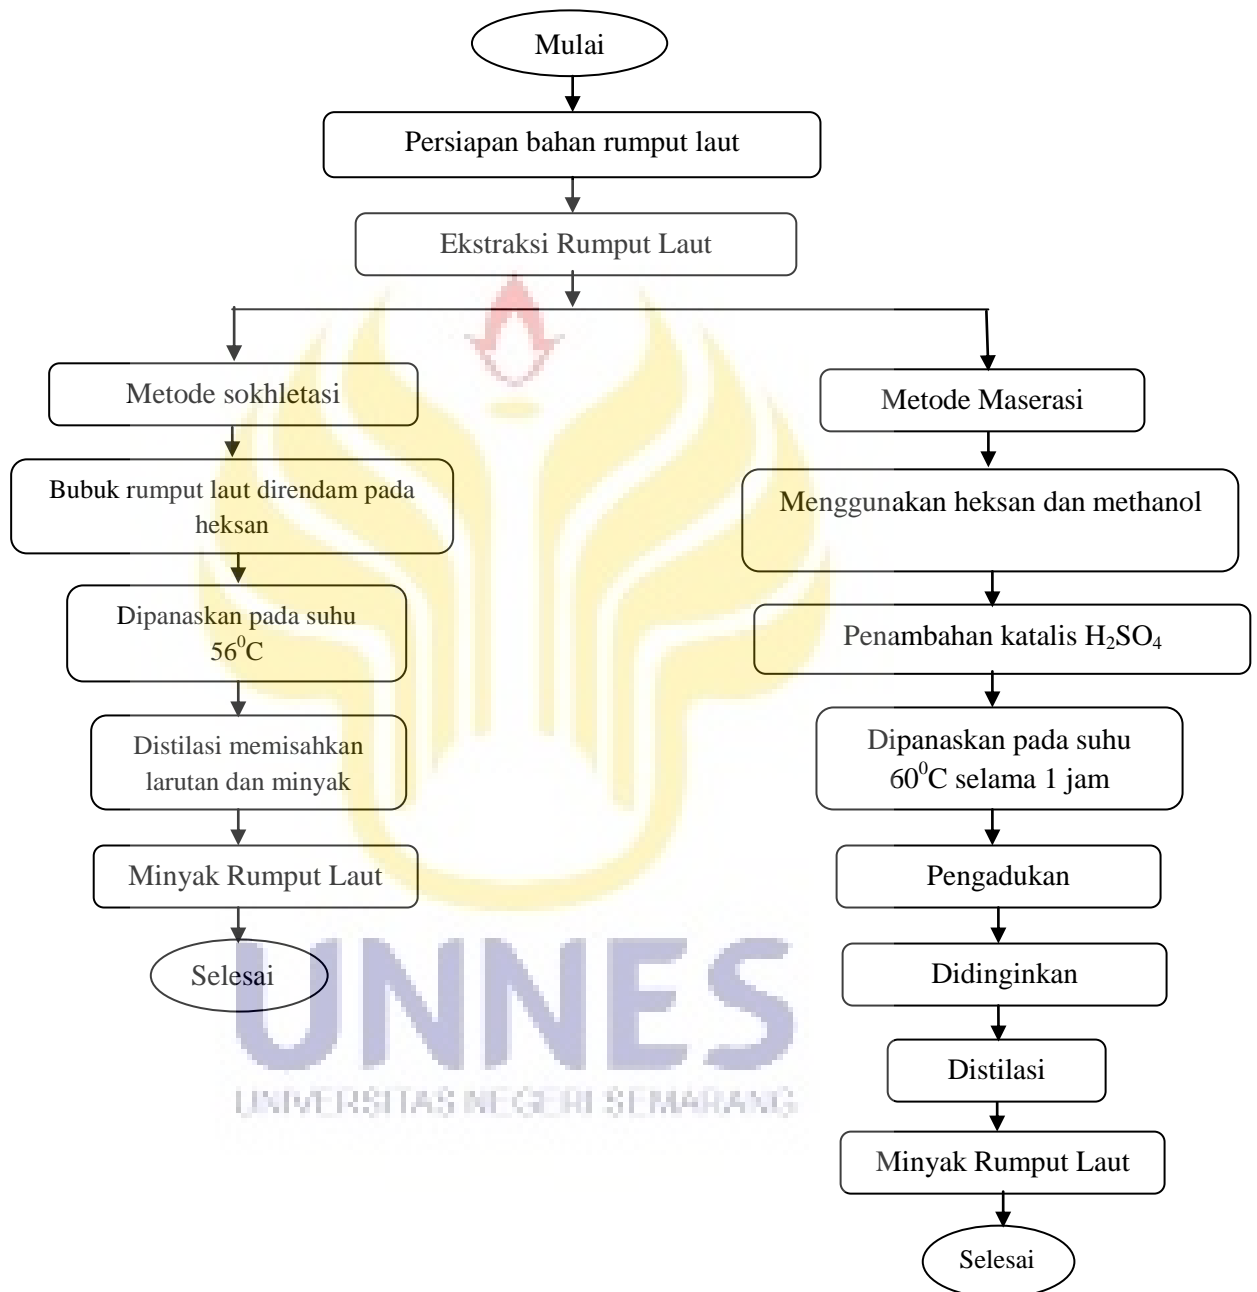 Mulai
Persiapan bahan rumput laut
Ekstraksi Rumput Laut
Metode sokhletasi
Bubuk rumput laut direndam pada
heksan
Dipanaskan pada suhu
56⁰C
Distilasi memisahkan
larutan dan minyak
Minyak Rumput Laut
Selesai
Metode Maserasi
Menggunakan heksan dan methanol
Penambahan katalis H₂SO₄
Dipanaskan pada suhu
60⁰C selama 1 jam
Pengadukan
Didinginkan
Distilasi
Minyak Rumput Laut
Selesai
UNNES
UNIVERSITAS NEGERI SEMARANG